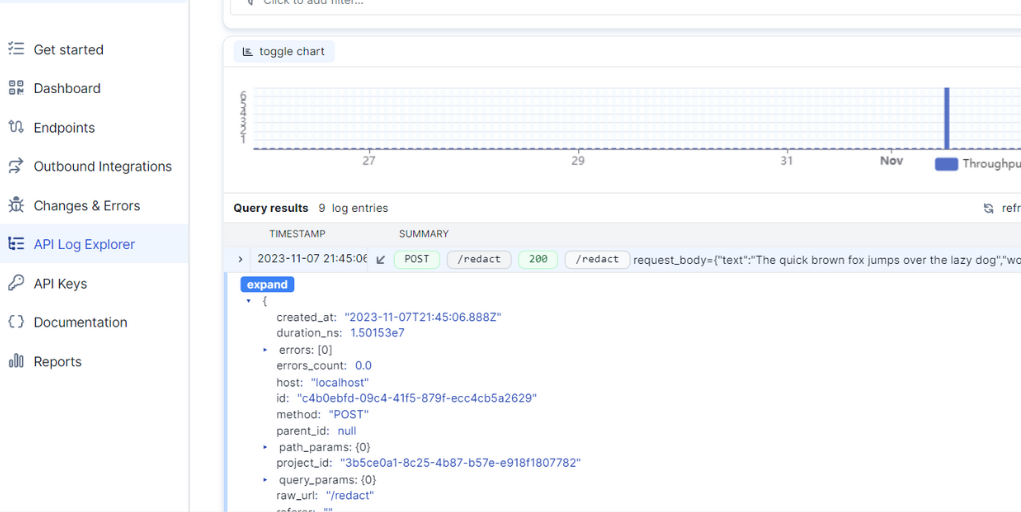 Click to add filter...
Get started
Dashboard
Endpoints
Outbound Integrations
Changes & Errors
API Log Explorer
API Keys
Documentation
Reports
toggle chart
6
5
4
3
2
1
27 29 31 Nov
Query results 9 log entries
TIMESTAMP SUMMARY
2023-11-07 21:45:06 POST /redact 200 /redact request_body={"text":"The quick brown fox jumps over the lazy dog","wo
expand
{
created_at: "2023-11-07T21:45:06.888Z"
duration_ns: 1.50153e7
errors: [0]
errors_count: 0.0
host: "localhost"
id: "c4b0ebfd-09c4-41f5-879f-ecc4cb5a2629"
method: "POST"
parent_id: null
path_params: {0}
project_id: "3b5ce0a1-8c25-4b87-b57e-e918f1807782"
query_params: {0}
raw_url: "/redact"
referer: ""